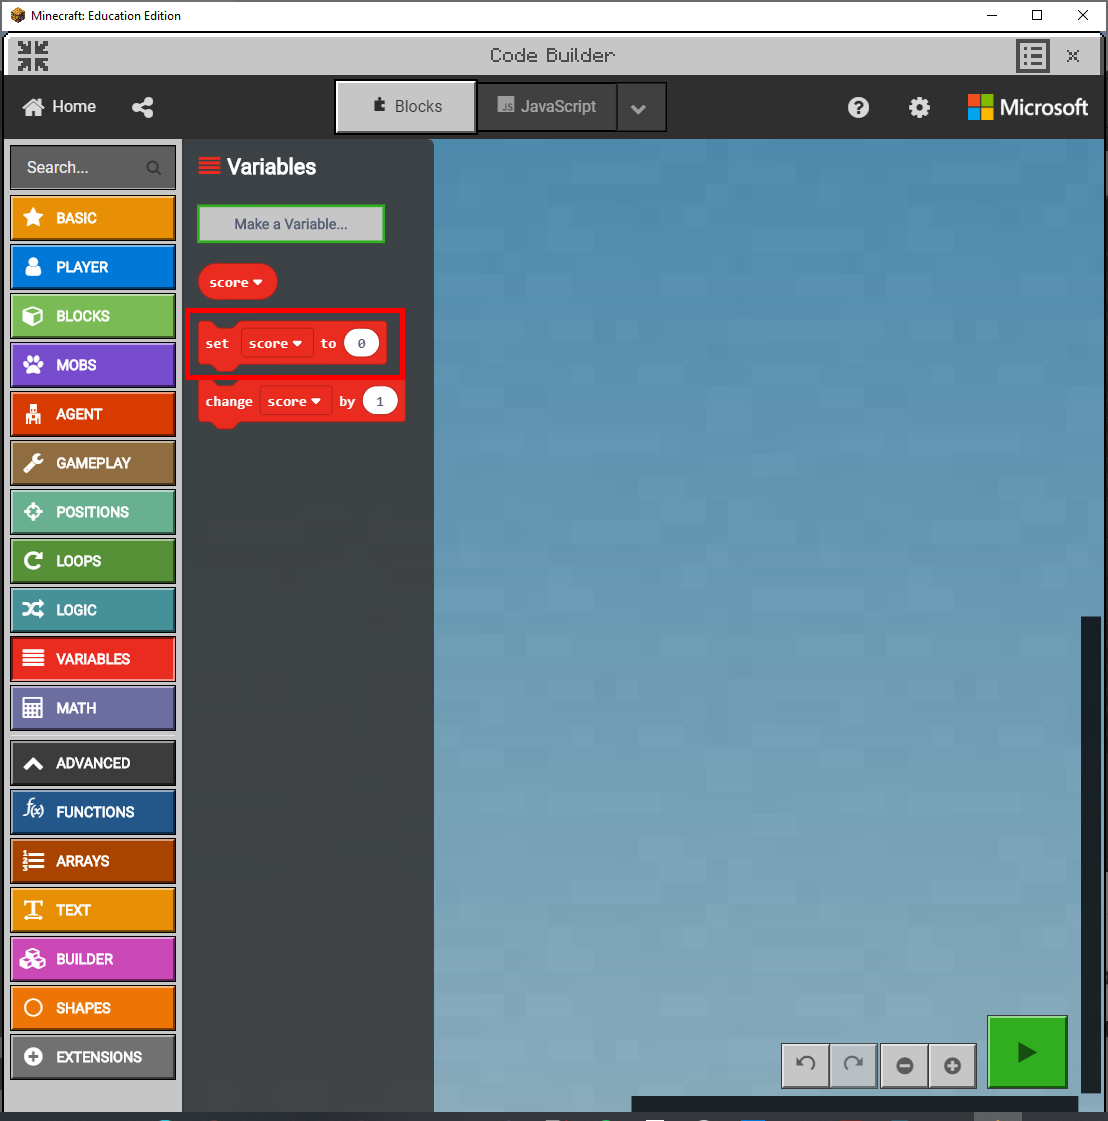 Minecraft: Education Edition
Code Builder
Home
Blocks
JS JavaScript
Microsoft
Search...
Variables
Make a Variable...
score
set score to 0
change score by 1
BASIC
PLAYER
BLOCKS
MOBS
AGENT
GAMEPLAY
POSITIONS
LOOPS
LOGIC
VARIABLES
MATH
ADVANCED
f(x) FUNCTIONS
ARRAYS
TEXT
BUILDER
SHAPES
EXTENSIONS